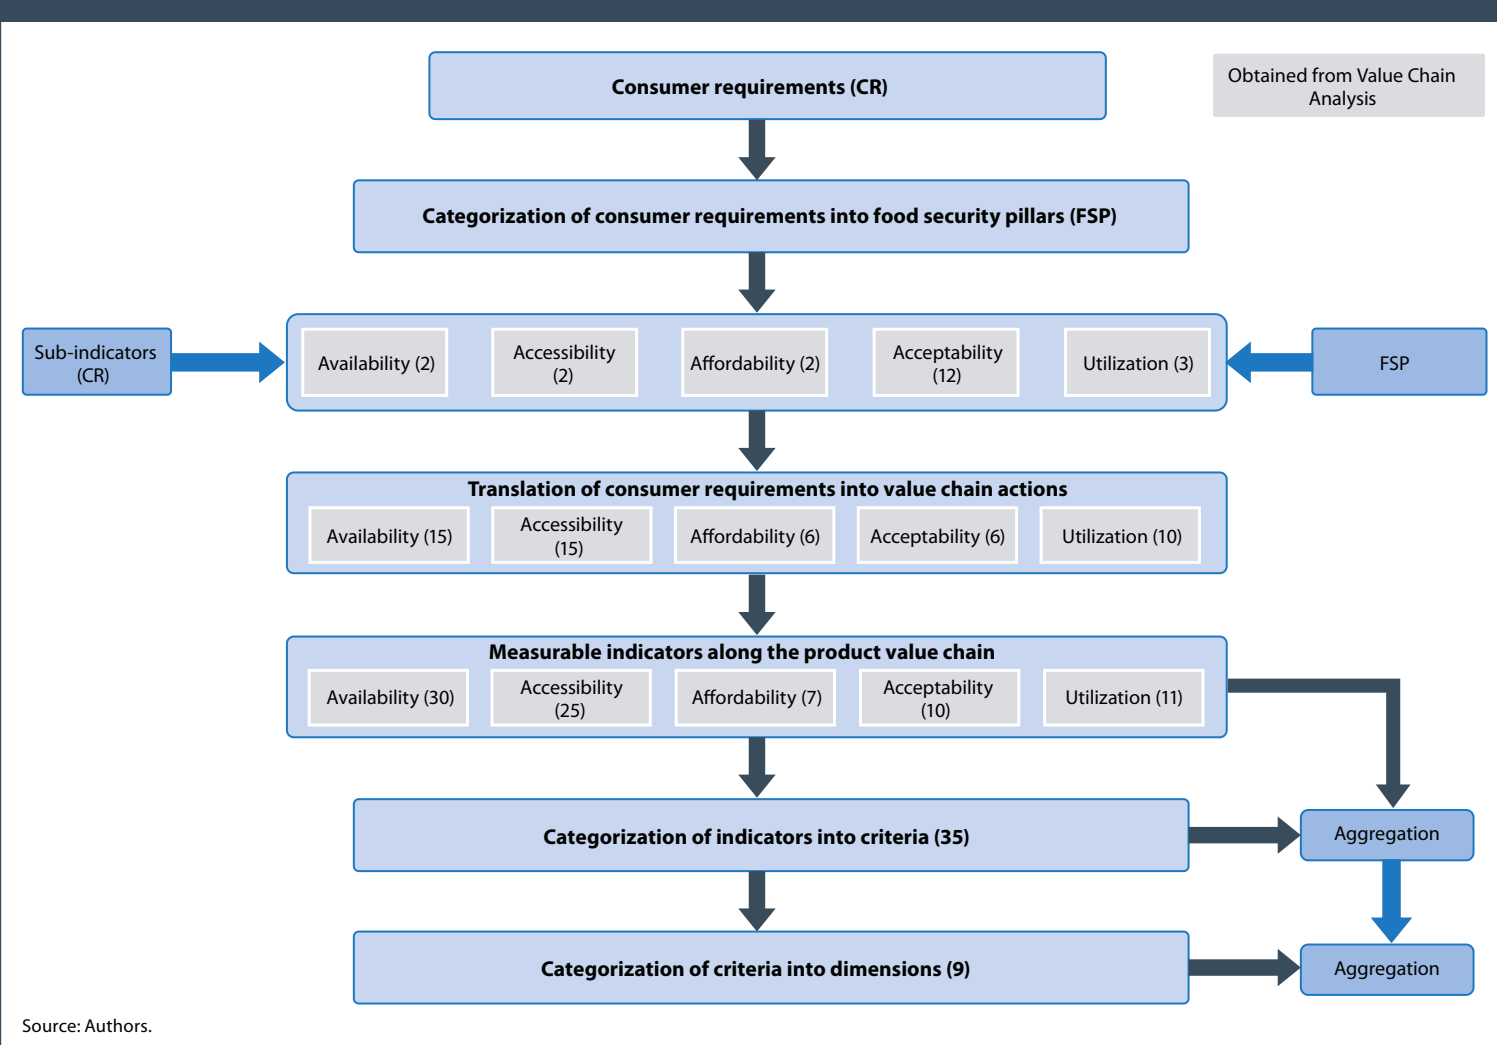 Consumer requirements (CR)
Obtained from Value Chain
Analysis
Categorization of consumer requirements into food security pillars (FSP)
Sub-indicators
(CR)
Availability (2)
Accessibility
(2)
Affordability (2)
Acceptability
(12)
Utilization (3)
FSP
Translation of consumer requirements into value chain actions
Availability (15)
Accessibility
(15)
Affordability (6)
Acceptability (6)
Utilization (10)
Measurable indicators along the product value chain
Availability (30)
Accessibility
(25)
Affordability (7)
Acceptability
(10)
Utilization (11)
Categorization of indicators into criteria (35)
Aggregation
Categorization of criteria into dimensions (9)
Aggregation
Source: Authors.